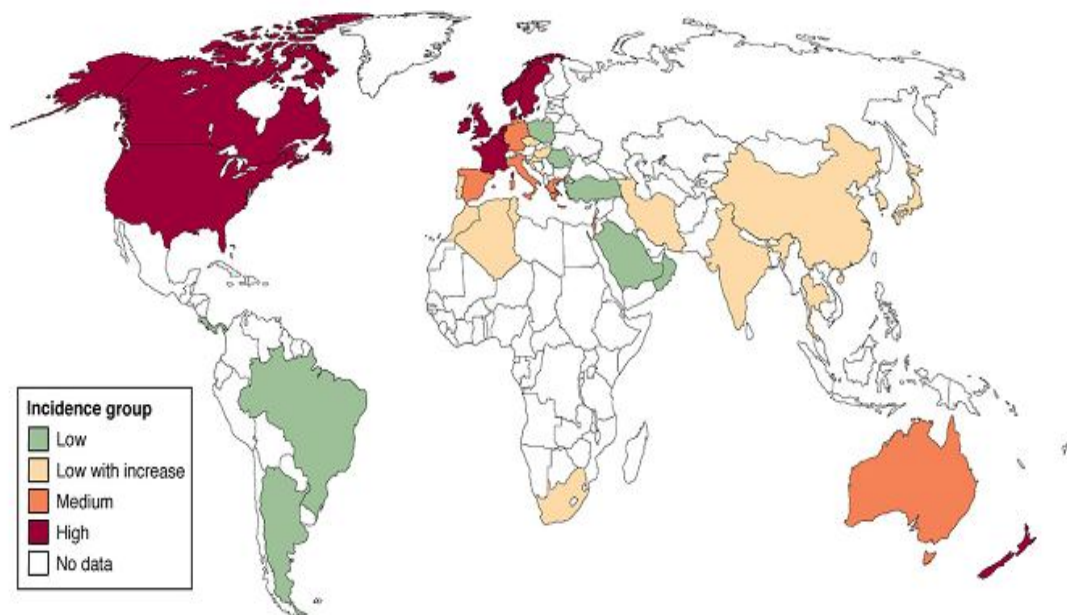 Incidence group
Low
Low with increase
Medium
High
No data